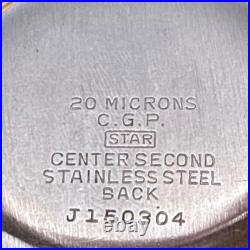 20 MICRONS
C.G.P.
STAR
CENTER SECOND
STAINLESS STEEL
BACK
J150304